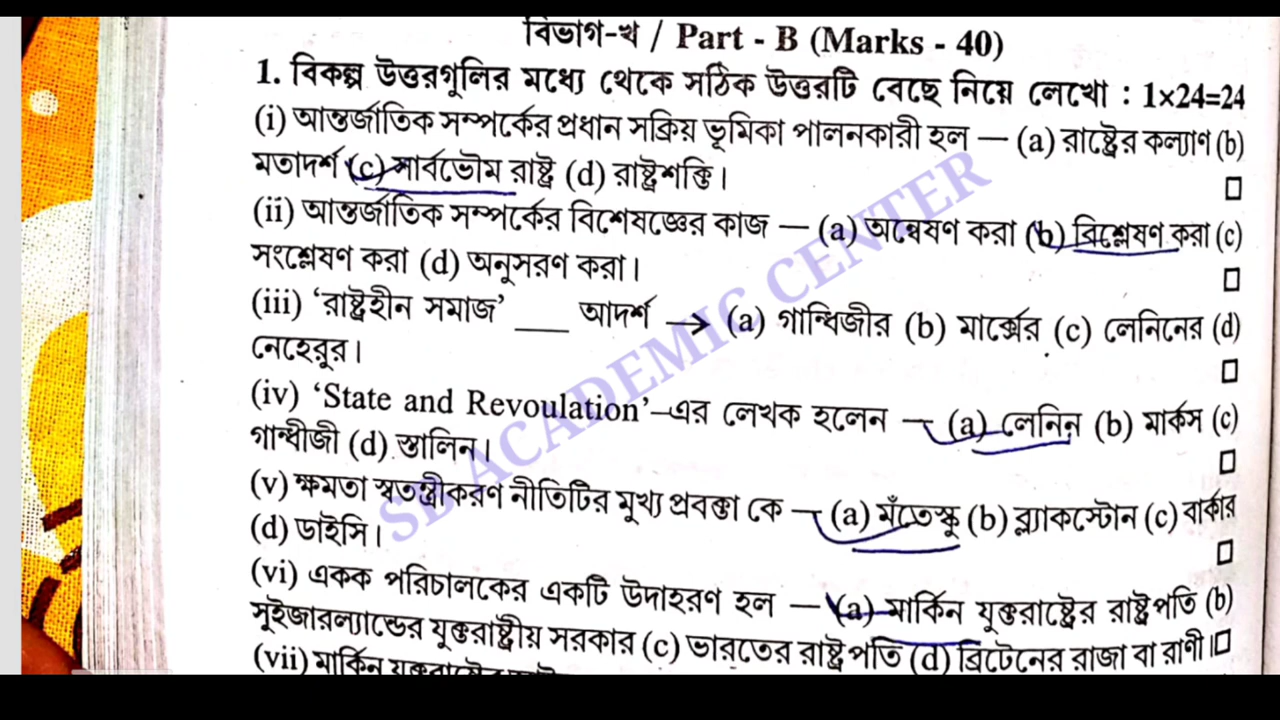 বিভাগ-খ / Part - B (Marks - 40)
1. বিকল্প উত্তরগুলির মধ্যে থেকে সঠিক উত্তরটি বেছে নিয়ে লেখো : 1×24=24
(i) আন্তর্জাতিক সম্পর্কের প্রধান সক্রিয় ভূমিকা পালনকারী হল — (a) রাষ্ট্রের কল্যাণ (b)
মতাদর্শ (c) সার্বভৌম রাষ্ট্র (d) রাষ্ট্রশক্তি।
(ii) আন্তর্জাতিক সম্পর্কের বিশেষজ্ঞের কাজ — (a) অন্বেষণ করা (b) বিশ্লেষণ করা (c)
সংশ্লেষণ করা (d) অনুসরণ করা।
(iii) ‘রাষ্ট্রহীন সমাজ’ ___ আদর্শ → (a) গান্ধিজীর (b) মার্ক্সের (c) লেনিনের (d)
নেহেরুর।
(iv) ‘State and Revoulation’–এর লেখক হলেন — (a) লেনিন (b) মার্কস (c)
গান্ধীজী (d) স্তালিন।
(v) ক্ষমতা স্বতন্ত্রীকরণ নীতিটির মুখ্য প্রবক্তা কে — (a) মঁতেস্কু (b) ব্ল্যাকস্টোন (c) বার্কার
(d) ডাইসি।
(vi) একক পরিচালকের একটি উদাহরণ হল — (a) মার্কিন যুক্তরাষ্ট্রের রাষ্ট্রপতি (b)
সুইজারল্যান্ডের যুক্তরাষ্ট্রীয় সরকার (c) ভারতের রাষ্ট্রপতি (d) ব্রিটেনের রাজা বা রাণী।
(vii) মার্কিন যুক্তরাষ্ট্রের
ACADEMIC CENTER